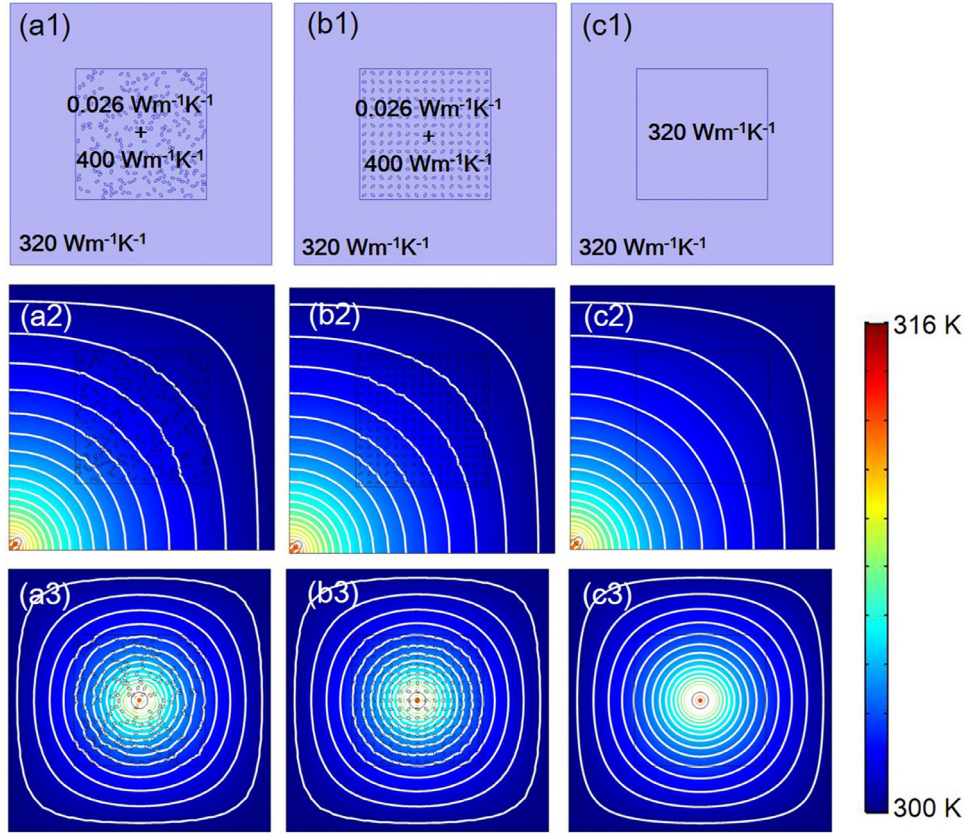 (a1)
0.026 Wm⁻¹K⁻¹
+
400 Wm⁻¹K⁻¹
320 Wm⁻¹K⁻¹
(b1)
0.026 Wm⁻¹K⁻¹
+
400 Wm⁻¹K⁻¹
320 Wm⁻¹K⁻¹
(c1)
320 Wm⁻¹K⁻¹
320 Wm⁻¹K⁻¹
(a2)
(b2)
(c2)
316 K
(a3)
(b3)
(c3)
300 K